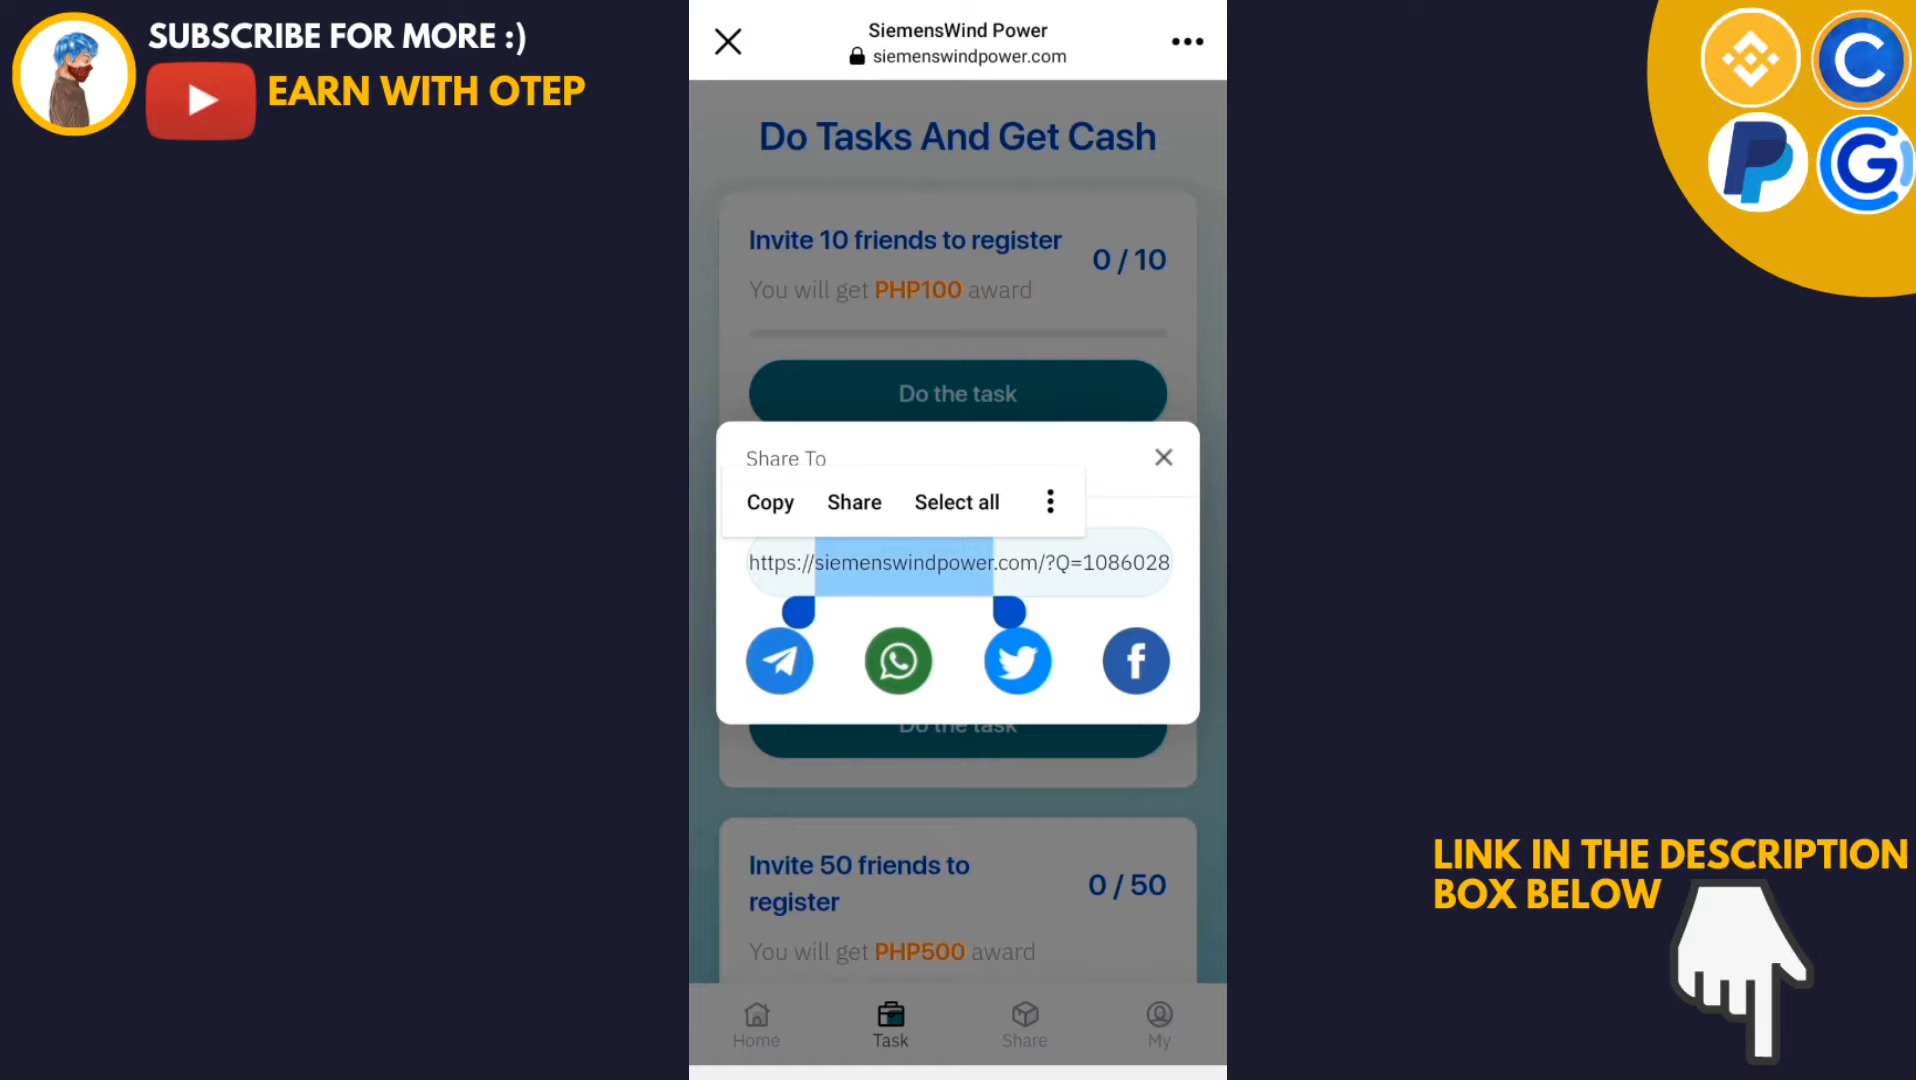 SUBSCRIBE FOR MORE :)
EARN WITH OTEP
SiemensWind Power
siemenswindpower.com
Do Tasks And Get Cash
Invite 10 friends to register
0 / 10
You will get PHP100 award
Do the task
Share To
Copy Share Select all
https://siemenswindpower.com/?Q=1086028
Do the task
Invite 50 friends to
register
0 / 50
You will get PHP500 award
Home Task Share My
LINK IN THE DESCRIPTION
BOX BELOW